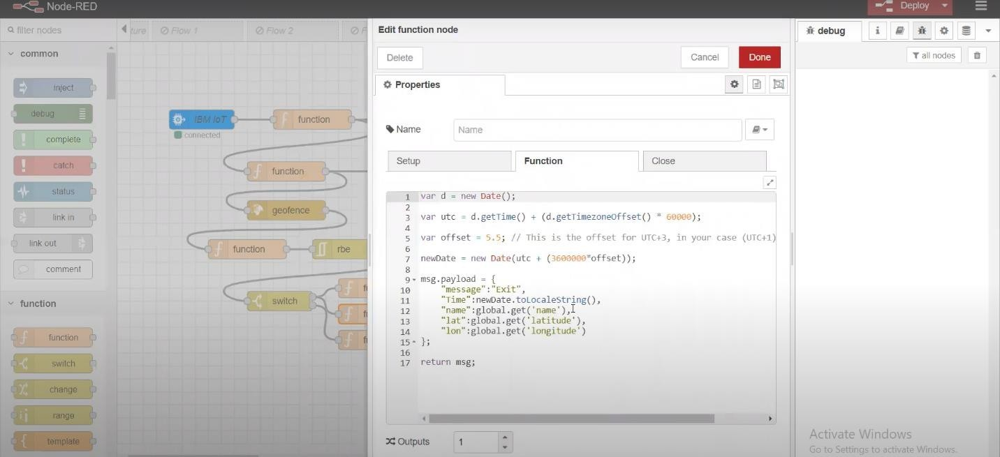 Node-RED
Deploy
filter nodes
Flow 1
Flow 2
Edit function node
debug
common
Delete
Cancel
Done
all nodes
inject
Properties
debug
IBM IoT
function
connected
Name
Name
complete
catch
function
Setup
Function
Close
status
link in
geofence
link out
function
rbe
comment
function
switch
function
switch
change
range
template
1 var d = new Date();
2
3 var utc = d.getTime() + (d.getTimezoneOffset() * 60000);
4
5 var offset = 5.5; // This is the offset for UTC+3, in your case (UTC+1)
6
7 newDate = new Date(utc + (3600000*offset));
8
9 msg.payload = {
10 "message":"Exit",
11 "Time":newDate.toLocaleString(),
12 "name":global.get('name'),
13 "lat":global.get('latitude'),
14 "lon":global.get('longitude')
15 };
16
17 return msg;
Outputs
1
Activate Windows
Go to Settings to activate Windows.